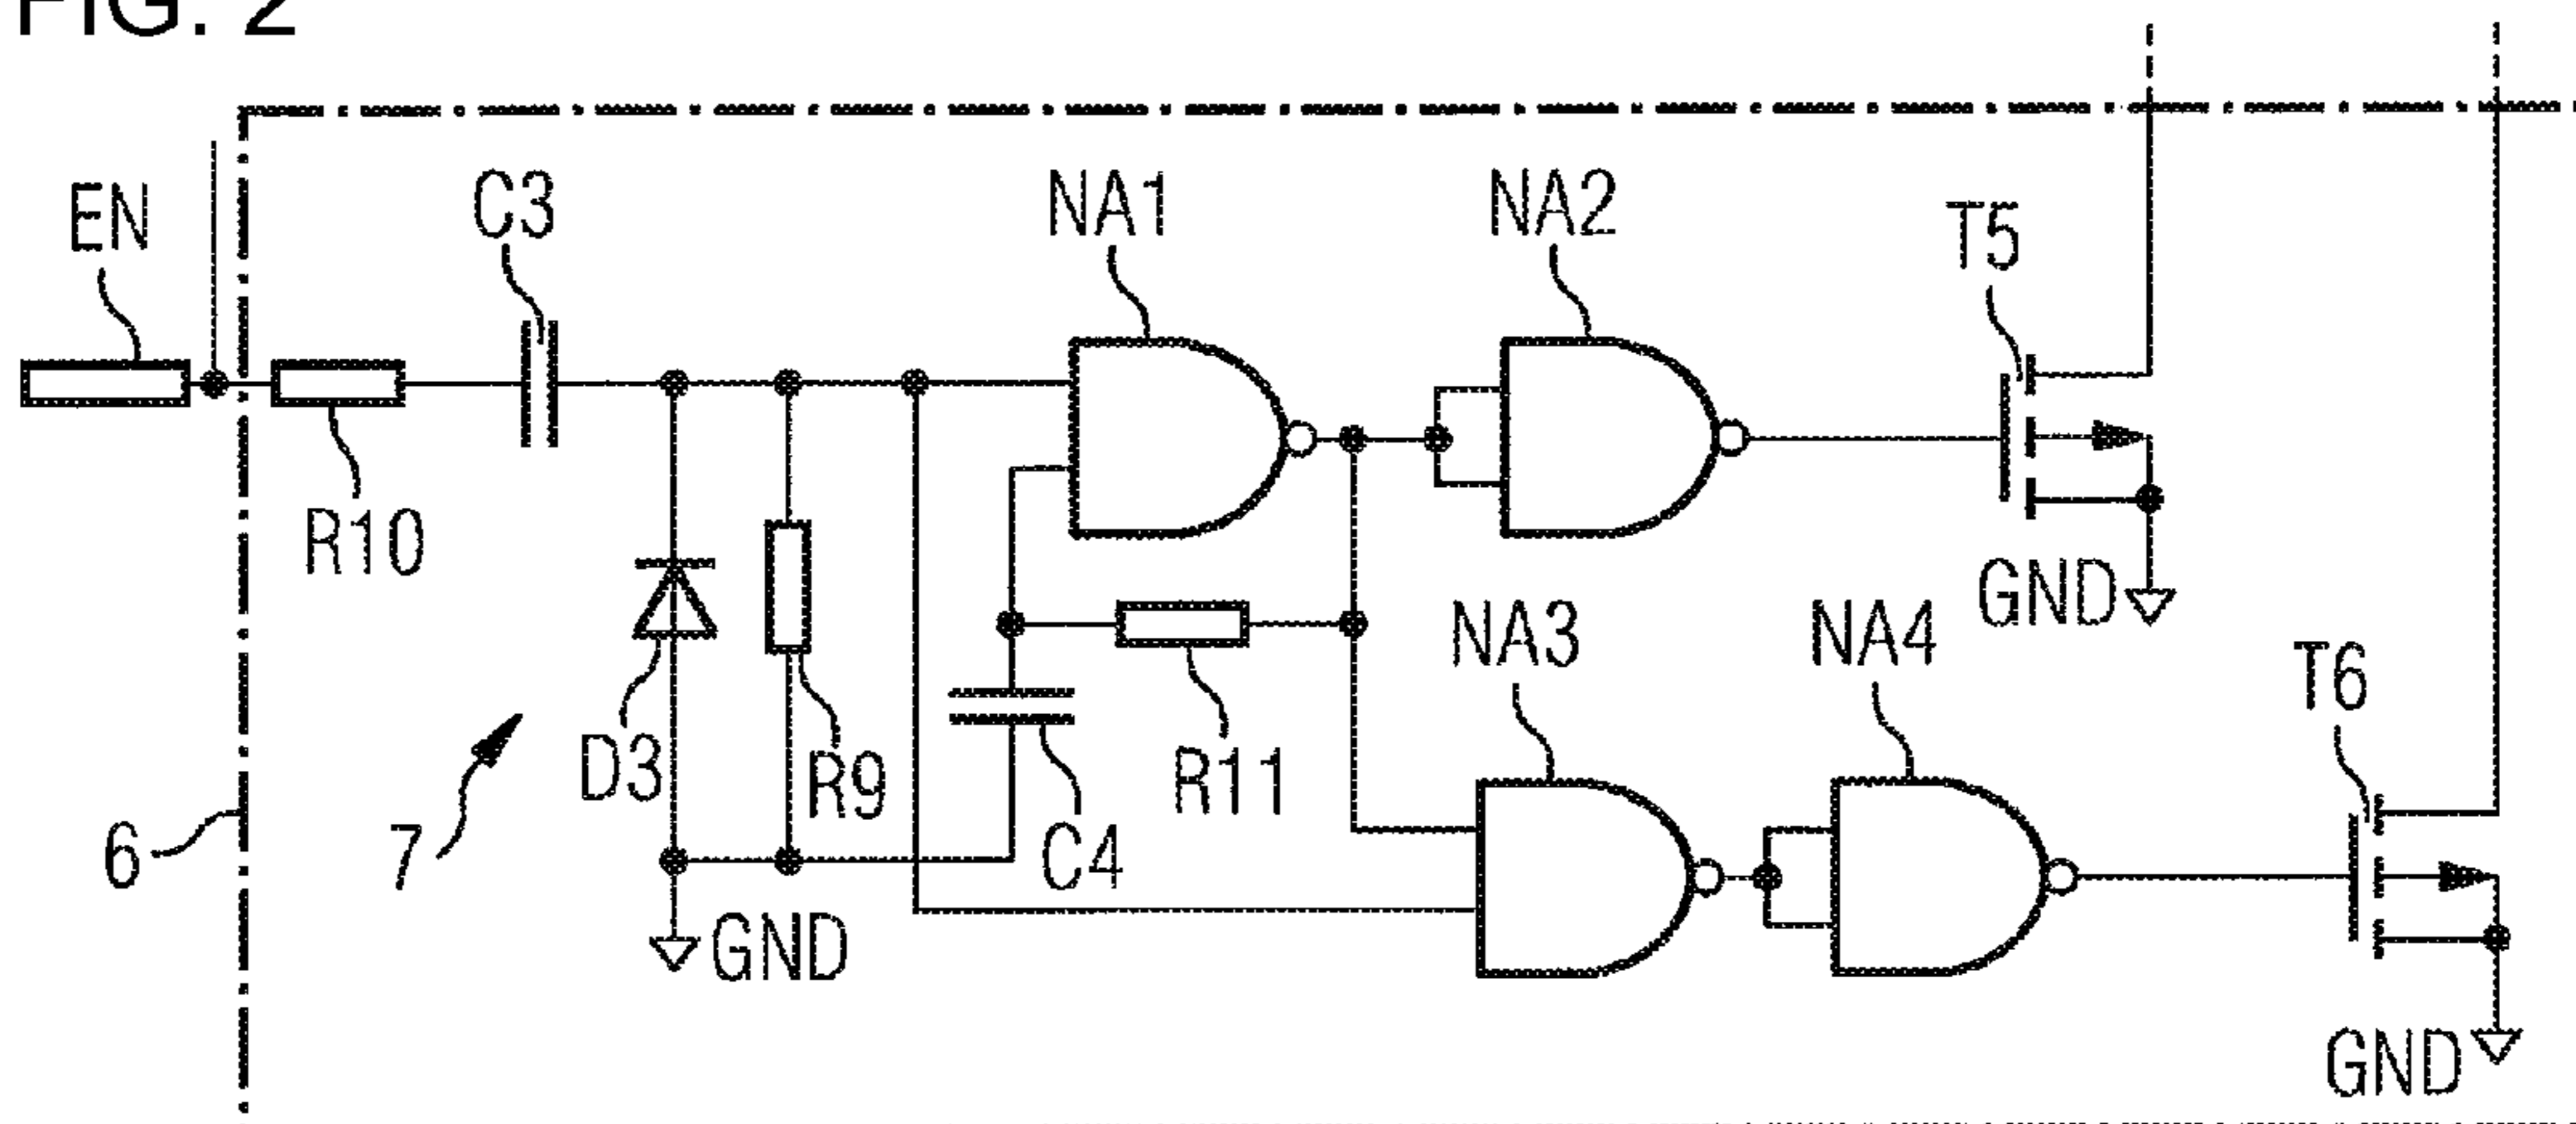 FIG. 2
EN
C3
NA1
NA2
T5
R10
GND
NA3
NA4
T6
D3
R9
R11
6
7
C4
GND
GND